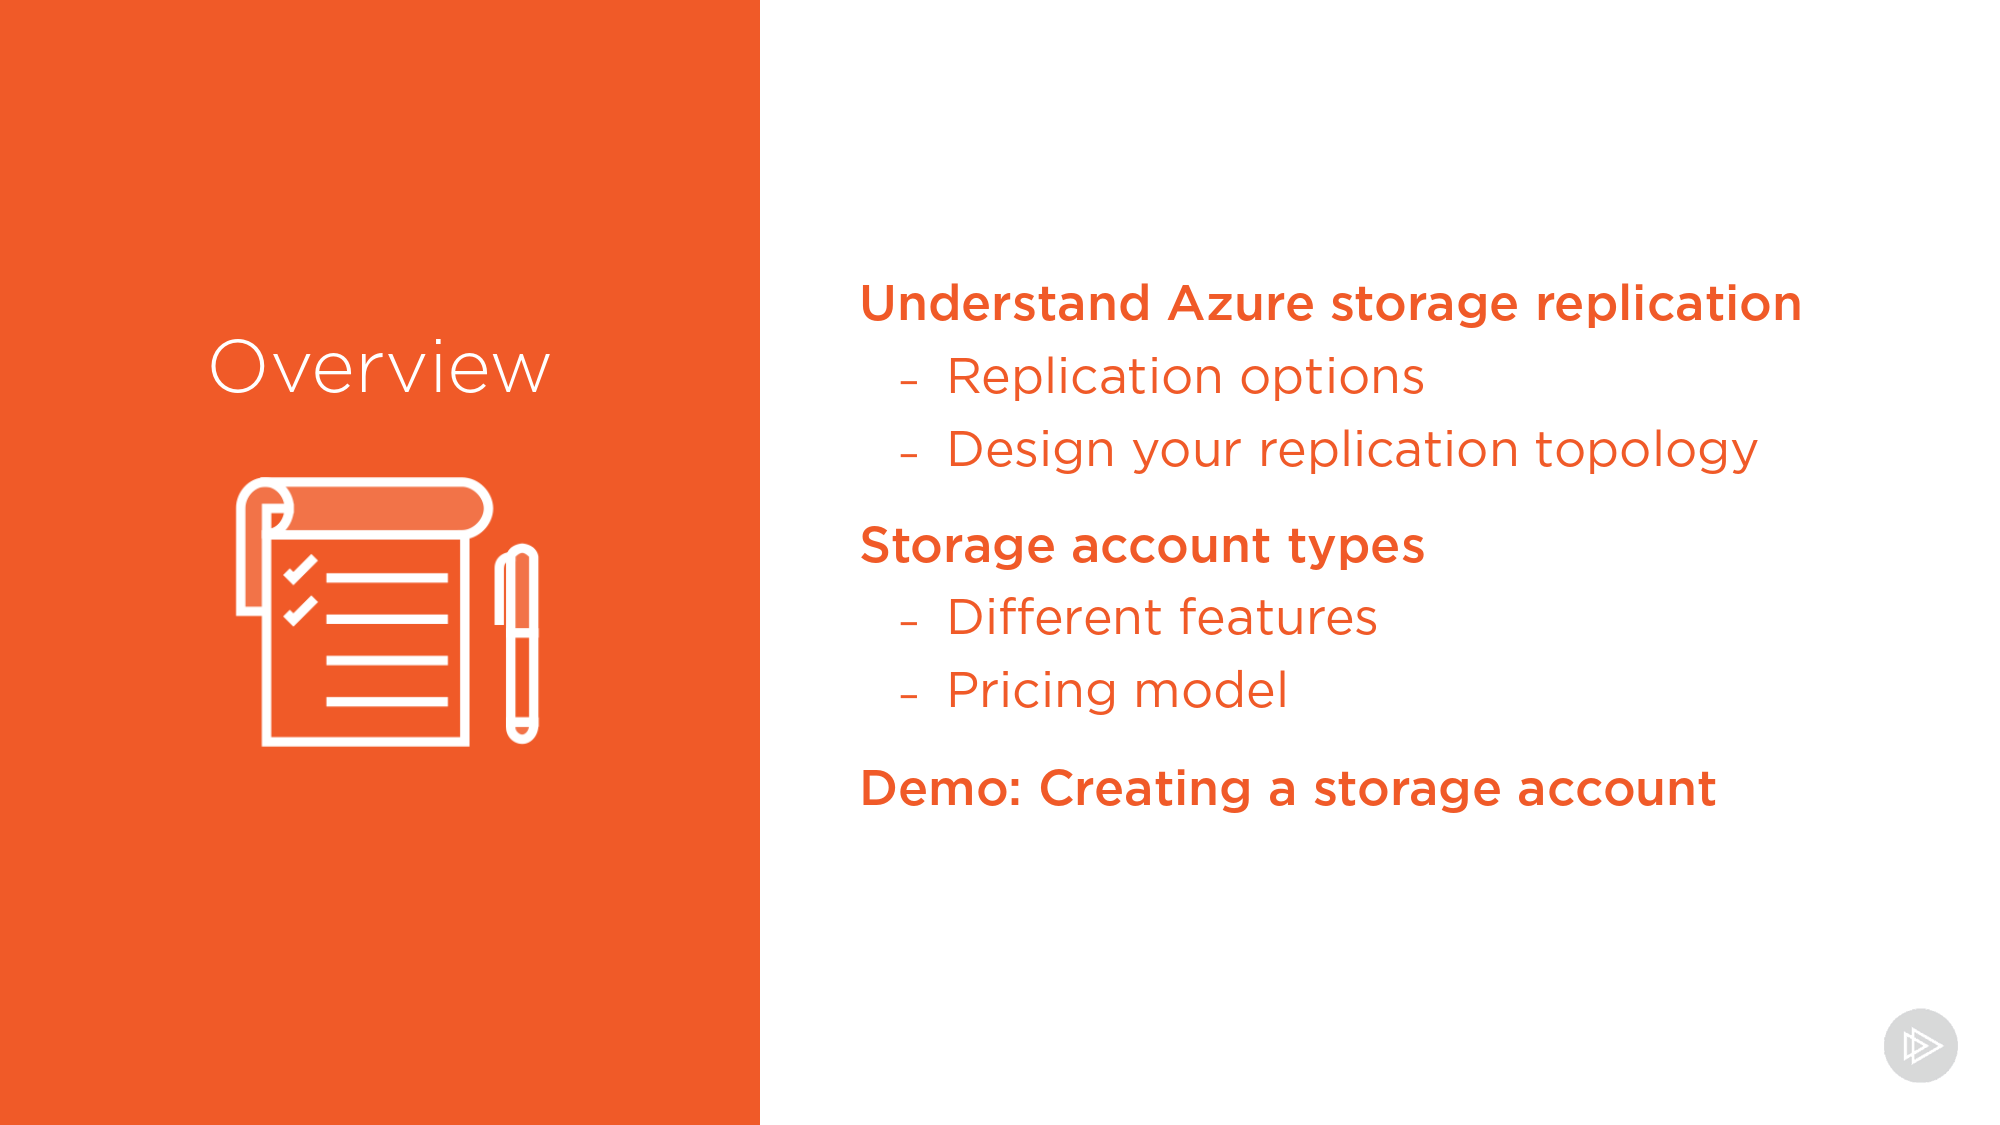 Overview
Understand Azure storage replication
- Replication options
- Design your replication topology
Storage account types
- Different features
- Pricing model
Demo: Creating a storage account